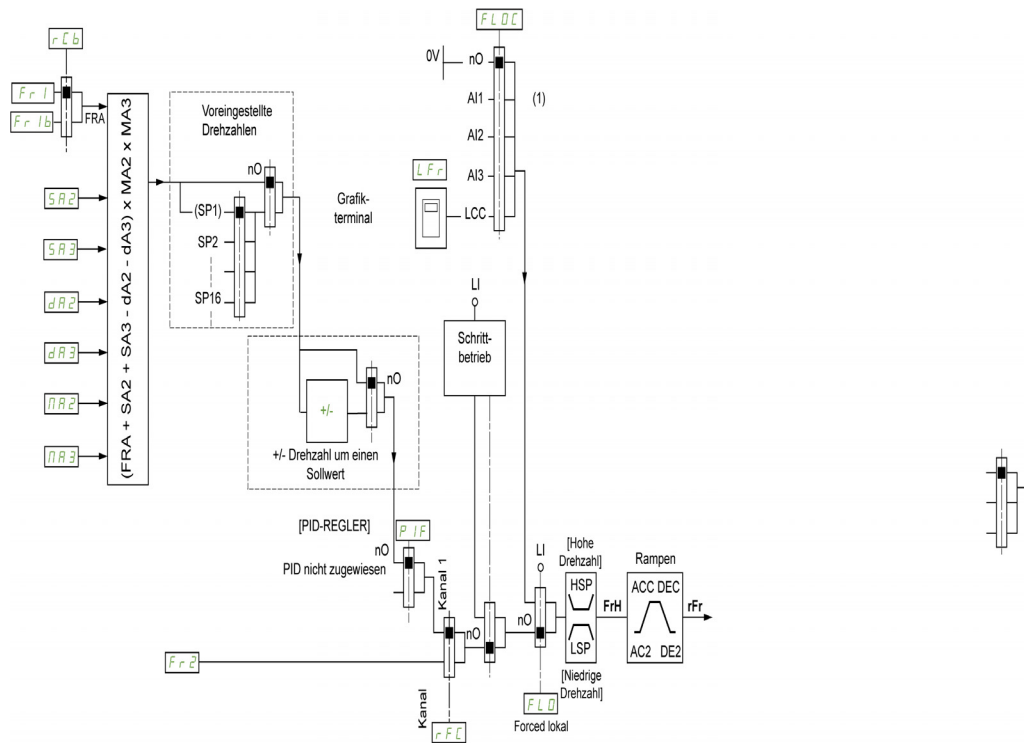 FLOC
rCb
0V
nO
Fr1
AI1
(1)
Fr1b
FRA
Voreingestellte
Drehzahlen
AI2
nO
LFr
AI3
SA2
(FRA + SA2 + SA3 - dA2 - dA3) x MA2 x MA3
(SP1)
Grafik-
terminal
LCC
SA3
SP2
LI
dA2
SP16
Schritt-
betrieb
dA3
nO
MA2
+/-
MA3
+/- Drehzahl um einen
Sollwert
[PID-REGLER]
PIF
nO
PID nicht zugewiesen
LI
[Hohe
Drehzahl]
Rampen
Kanal 1
HSP
ACC DEC
FrH
rFr
nO
nO
LSP
AC2 DE2
Fr2
[Niedrige
Drehzahl]
Kanal
FLO
Forced lokal
rFC